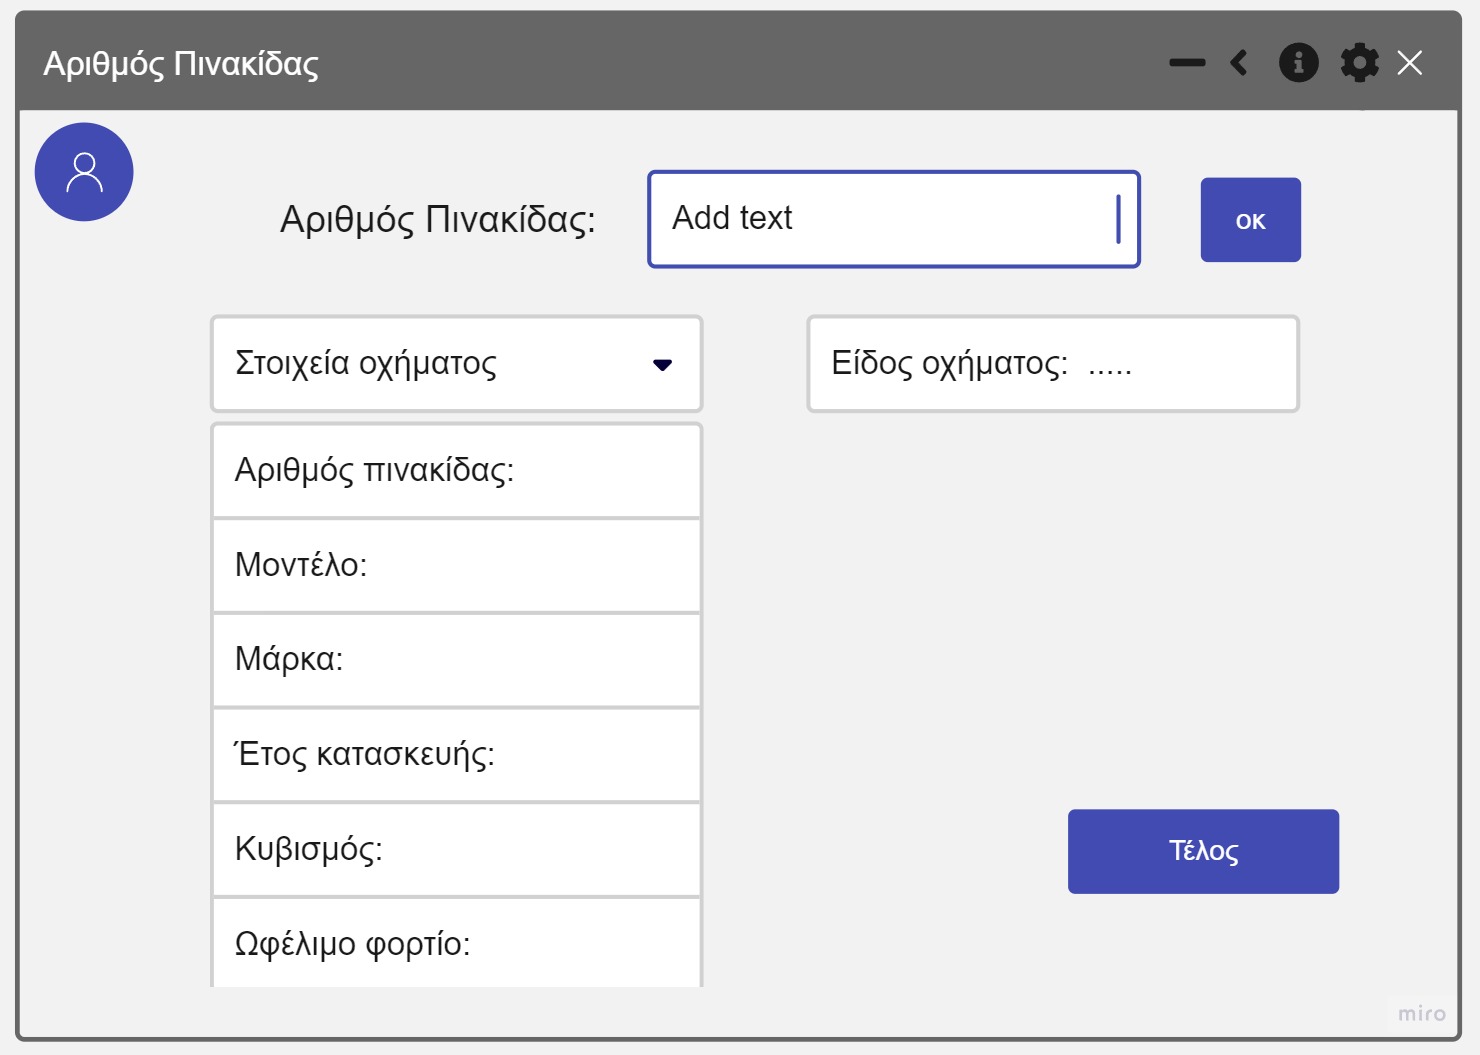 Αριθμός Πινακίδας
Αριθμός Πινακίδας:
Add text
ΟΚ
Στοιχεία οχήματος
Είδος οχήματος: .....
Αριθμός πινακίδας:
Μοντέλο:
Μάρκα:
Έτος κατασκευής:
Κυβισμός:
Ωφέλιμο φορτίο:
Τέλος
miro